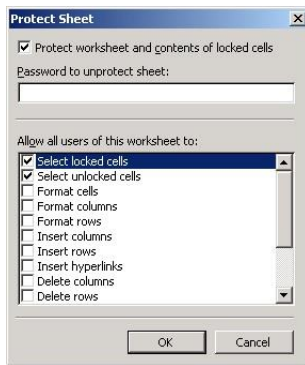 Protect Sheet
Protect worksheet and contents of locked cells
Password to unprotect sheet:
Allow all users of this worksheet to:
Select locked cells
Select unlocked cells
Format cells
Format columns
Format rows
Insert columns
Insert rows
Insert hyperlinks
Delete columns
Delete rows
OK Cancel